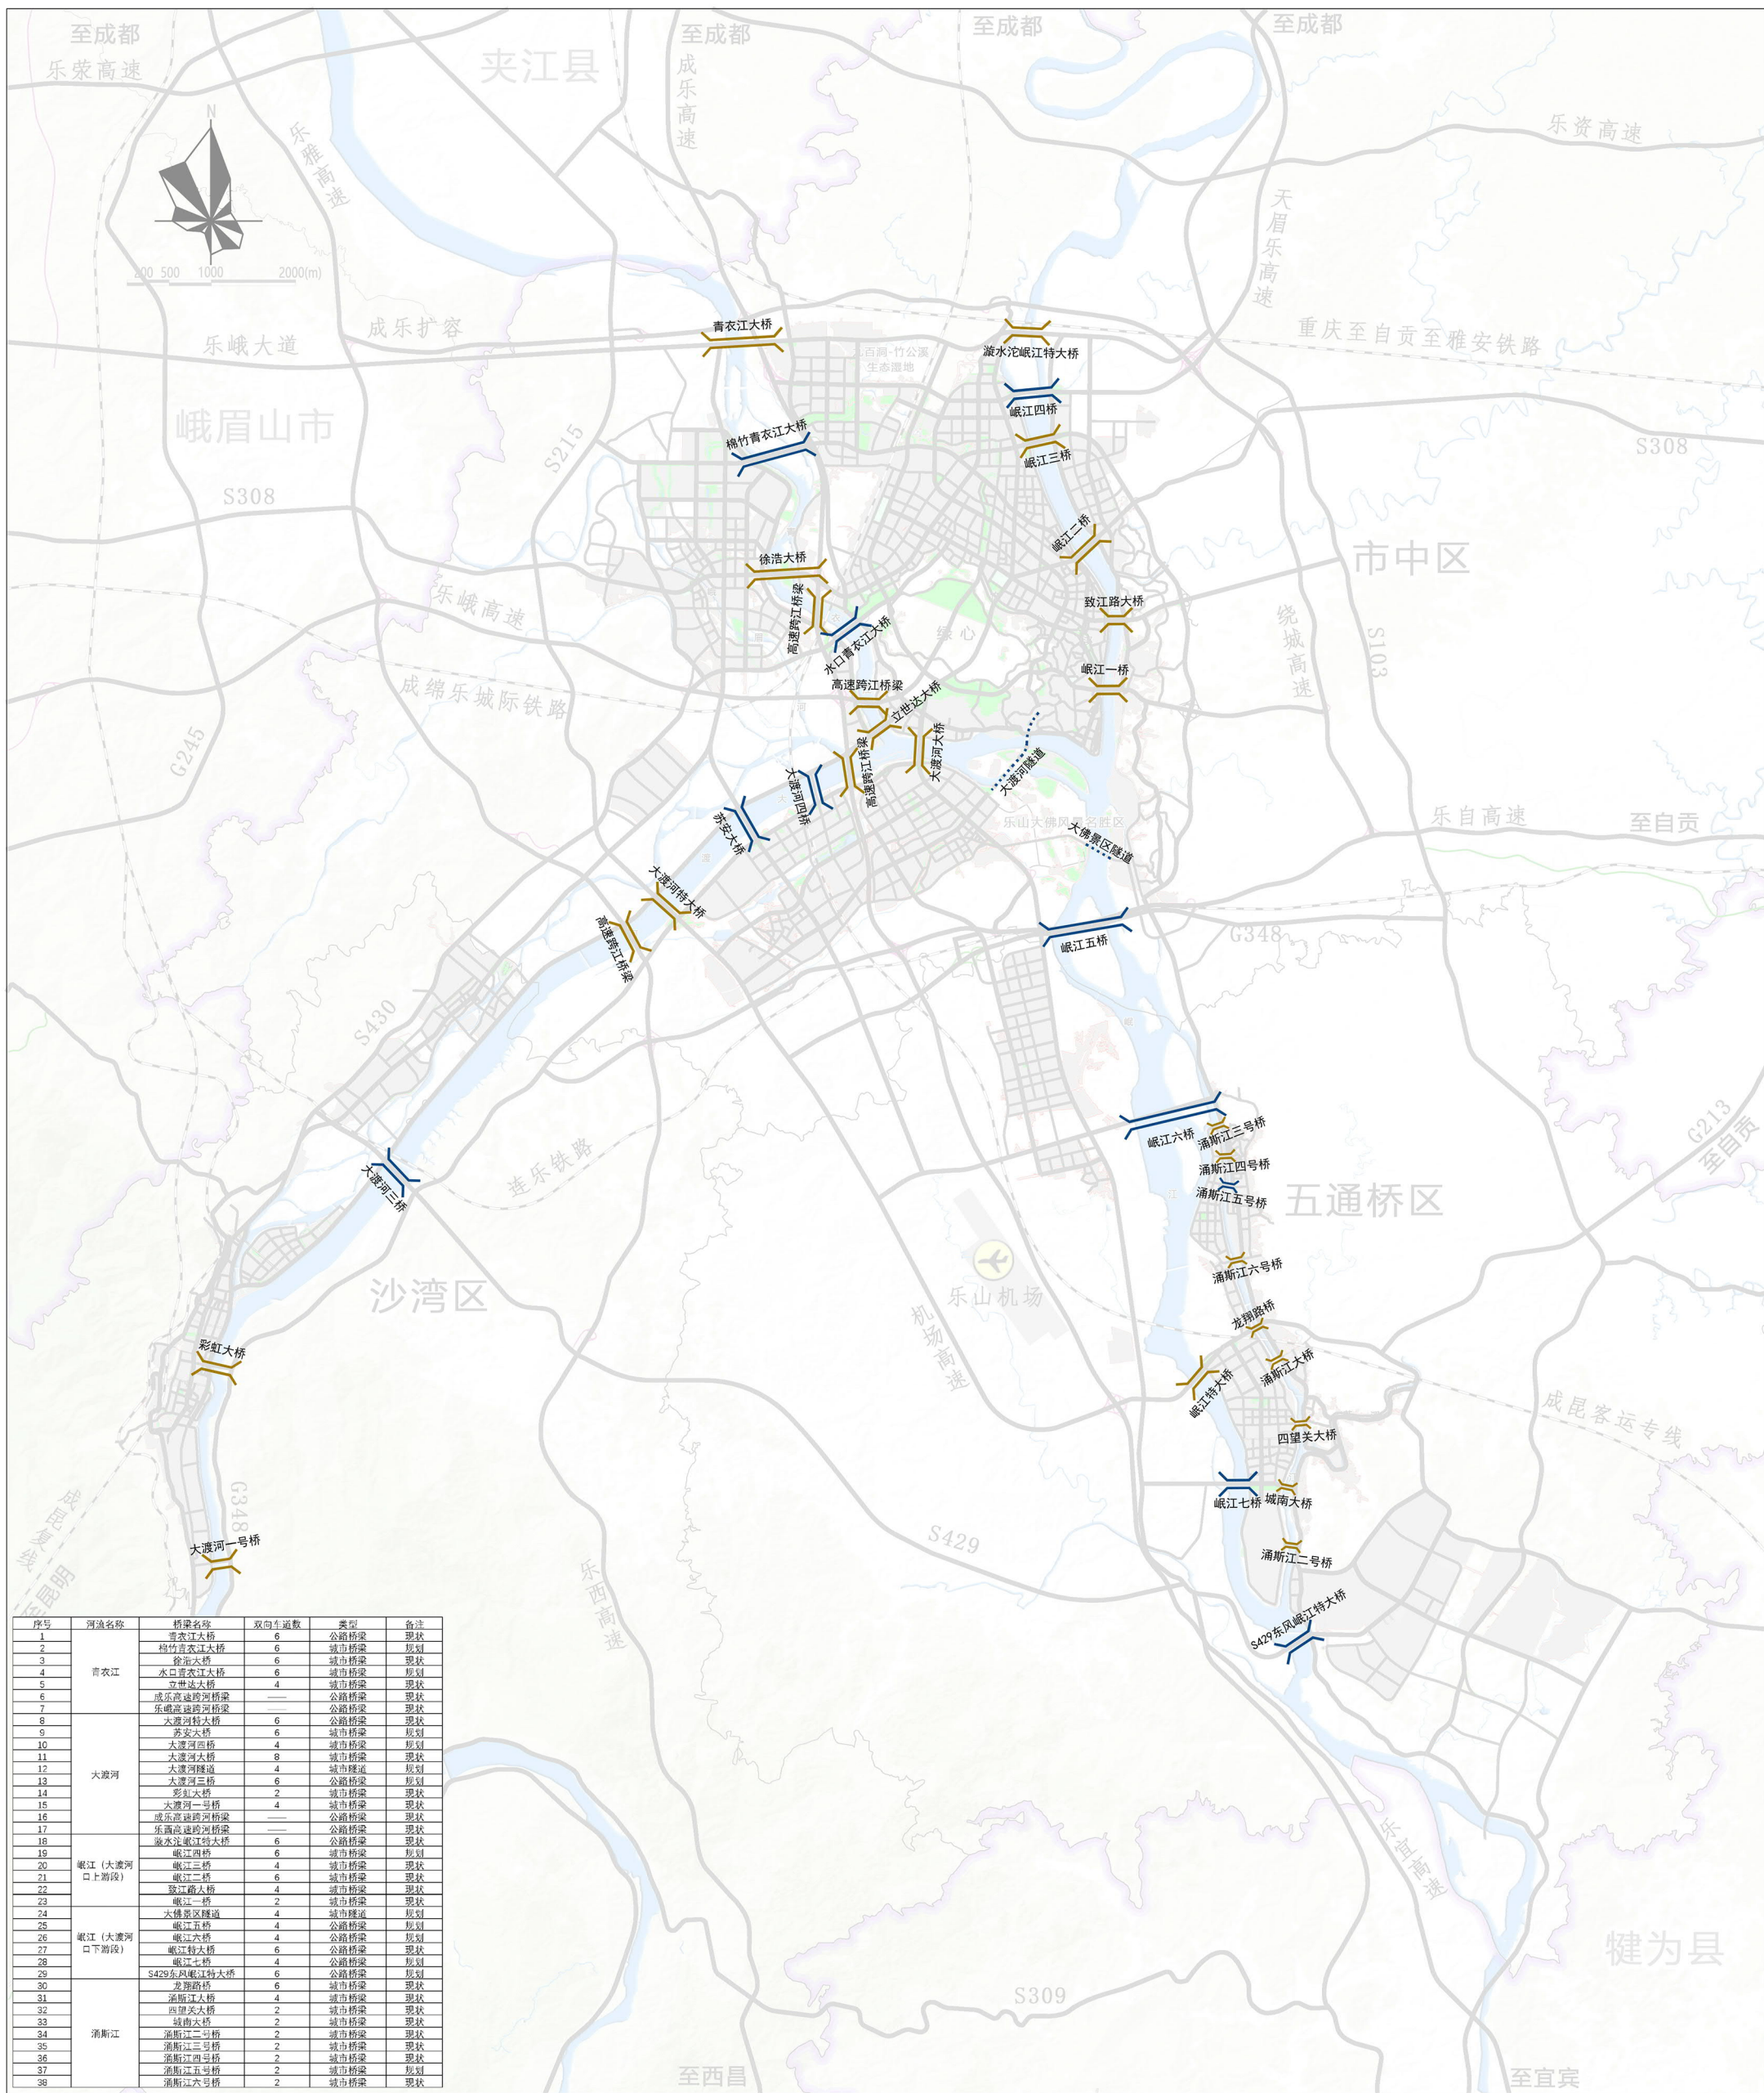 至成都
至成都
至成都
至成都
乐荥高速
夹江县
成乐高速
乐雅高速
乐资高速
天眉乐高速
N
200 500 1000 2000(m)
乐峨大道
成乐扩容
青衣江大桥
漩水沱岷江特大桥
重庆至自贡至雅安铁路
生态湿地
岷江四桥
峨眉山市
棉竹青衣江大桥
岷江三桥
S215
S308
S308
岷江二桥
市中区
徐浩大桥
乐峨高速
高速跨江桥梁
致江路大桥
绕城高速
S103
水口青衣江大桥
绿心
岷江一桥
成绵乐城际铁路
高速跨江桥梁
立世达大桥
G245
高速跨江桥梁
大渡河大桥
大渡河隧道
大渡河四桥
苏安大桥
乐山大佛风景名胜区
大佛景区隧道
乐自高速
至自贡
大渡河特大桥
高速跨江桥梁
岷江五桥
G348
S430
岷
江
G213
至自贡
岷江六桥
涌斯江三号桥
涌斯江四号桥
涌斯江五号桥
大渡河三桥
连乐铁路
五通桥区
沙湾区
乐山机场
机场高速
涌斯江六号桥
龙翔路桥
涌斯江大桥
岷江特大桥
彩虹大桥
成昆客运专线
四望关大桥
岷江七桥
城南大桥
G348
成昆复线
至昆明
大渡河一号桥
S429
涌斯江二号桥
乐西高速
S429东风岷江特大桥
乐宜高速
犍为县
S309
至西昌
至宜宾
序号 河流名称 桥梁名称 双向车道数 类型 备注
青衣江
1 青衣江大桥 6 公路桥梁 现状
2 棉竹青衣江大桥 6 城市桥梁 规划
3 徐浩大桥 6 城市桥梁 现状
4 水口青衣江大桥 6 城市桥梁 规划
5 立世达大桥 4 城市桥梁 现状
6 成乐高速跨河桥梁 —— 公路桥梁 现状
7 乐峨高速跨河桥梁 —— 公路桥梁 现状
大渡河
8 大渡河特大桥 6 公路桥梁 现状
9 苏安大桥 6 城市桥梁 规划
10 大渡河四桥 4 城市桥梁 规划
11 大渡河大桥 8 城市桥梁 现状
12 大渡河隧道 4 城市隧道 规划
13 大渡河三桥 6 公路桥梁 规划
14 彩虹大桥 2 城市桥梁 现状
15 大渡河一号桥 4 城市桥梁 现状
16 成乐高速跨河桥梁 —— 公路桥梁 现状
17 乐西高速跨河桥梁 —— 公路桥梁 现状
岷江（大渡河口上游段）
18 漩水沱岷江特大桥 6 公路桥梁 现状
19 岷江四桥 6 城市桥梁 规划
20 岷江三桥 4 城市桥梁 现状
21 岷江二桥 6 城市桥梁 现状
22 致江路大桥 4 城市桥梁 现状
23 岷江一桥 2 城市桥梁 现状
岷江（大渡河口下游段）
24 大佛景区隧道 4 城市隧道 规划
25 岷江五桥 4 公路桥梁 规划
26 岷江六桥 4 公路桥梁 规划
27 岷江特大桥 6 公路桥梁 现状
28 岷江七桥 4 公路桥梁 规划
29 S429东风岷江特大桥 6 公路桥梁 规划
涌斯江
30 龙翔路桥 6 城市桥梁 现状
31 涌斯江大桥 4 城市桥梁 现状
32 四望关大桥 2 城市桥梁 现状
33 城南大桥 2 城市桥梁 现状
34 涌斯江二号桥 2 城市桥梁 现状
35 涌斯江三号桥 2 城市桥梁 现状
36 涌斯江四号桥 2 城市桥梁 现状
37 涌斯江五号桥 2 城市桥梁 规划
38 涌斯江六号桥 2 城市桥梁 现状